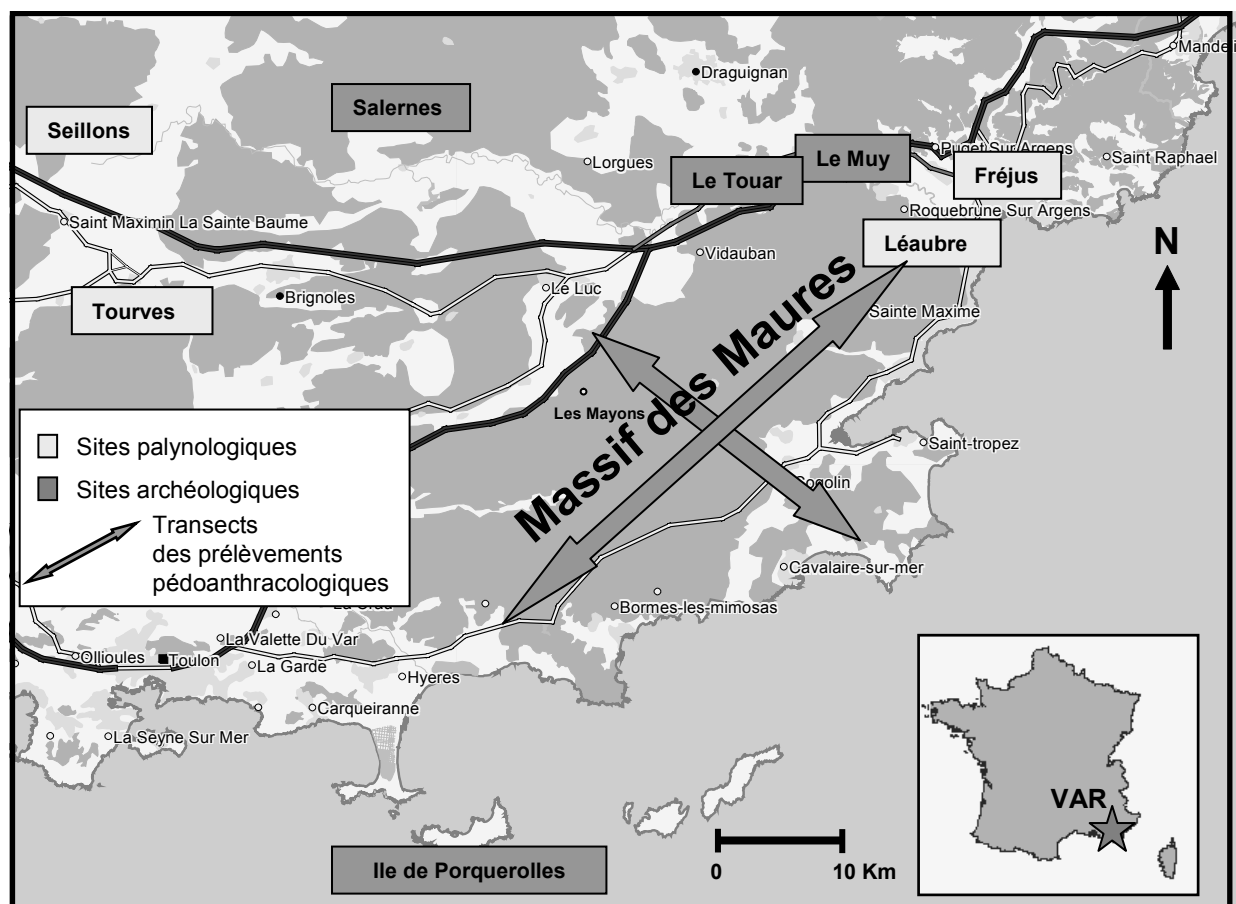 Mandeli
Draguignan
Salernes
Seillons
Puget Sur Argens
Le Muy
Saint Raphael
Lorgues
Le Touar
Fréjus
Roquebrune Sur Argens
Saint Maximin La Sainte Baume
Léaubre
N
Vidauban
Le Luc
Brignoles
Tourves
Sainte Maxime
Massif des Maures
Les Mayons
Saint-tropez
Sites palynologiques
Sites archéologiques
Transects
des prélèvements
pédoanthracologiques
Cogolin
Cavalaire-sur-mer
Bormes-les-mimosas
La Valette Du Var
Ollioules
Toulon
La Garde
Hyeres
Carqueiranne
La Seyne Sur Mer
VAR
0 10 Km
Ile de Porquerolles